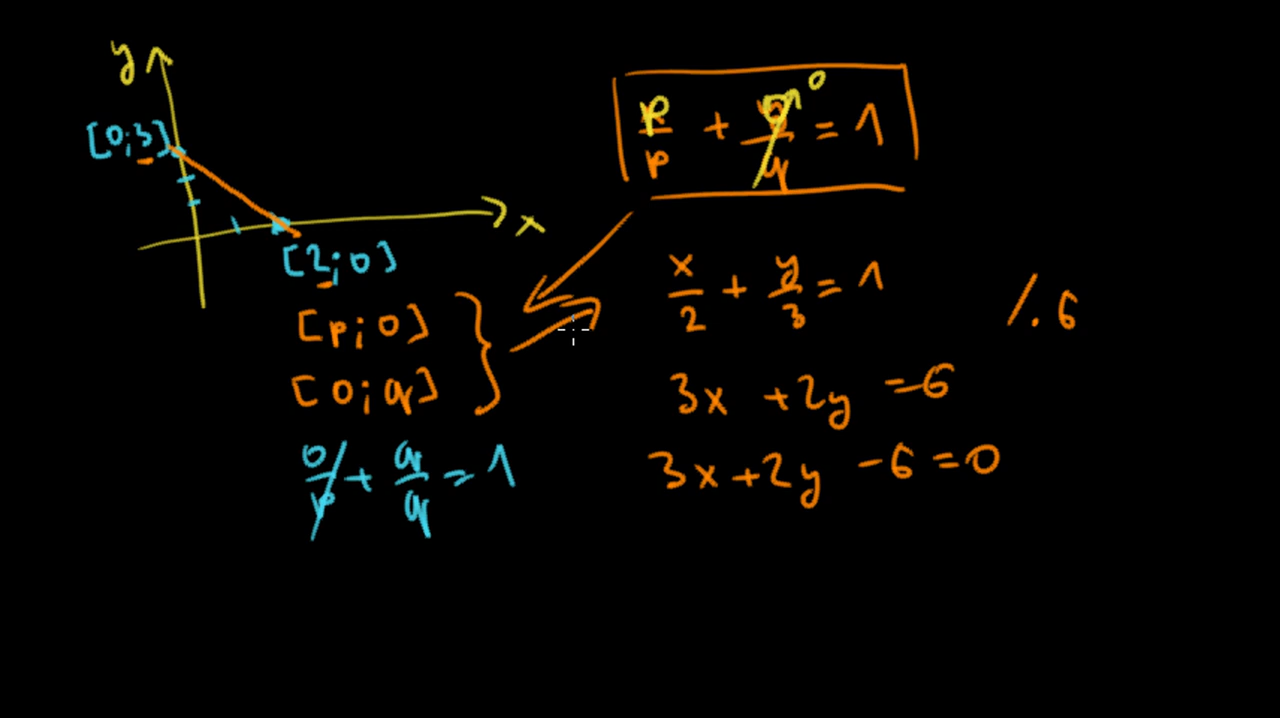 y
[0;3]
x
[2;0]
[p;0]
[0;q]
0/p + q/q = 1
p/p + 0/q = 1
0
x/2 + y/3 = 1 /.6
3x + 2y = 6
3x + 2y - 6 = 0